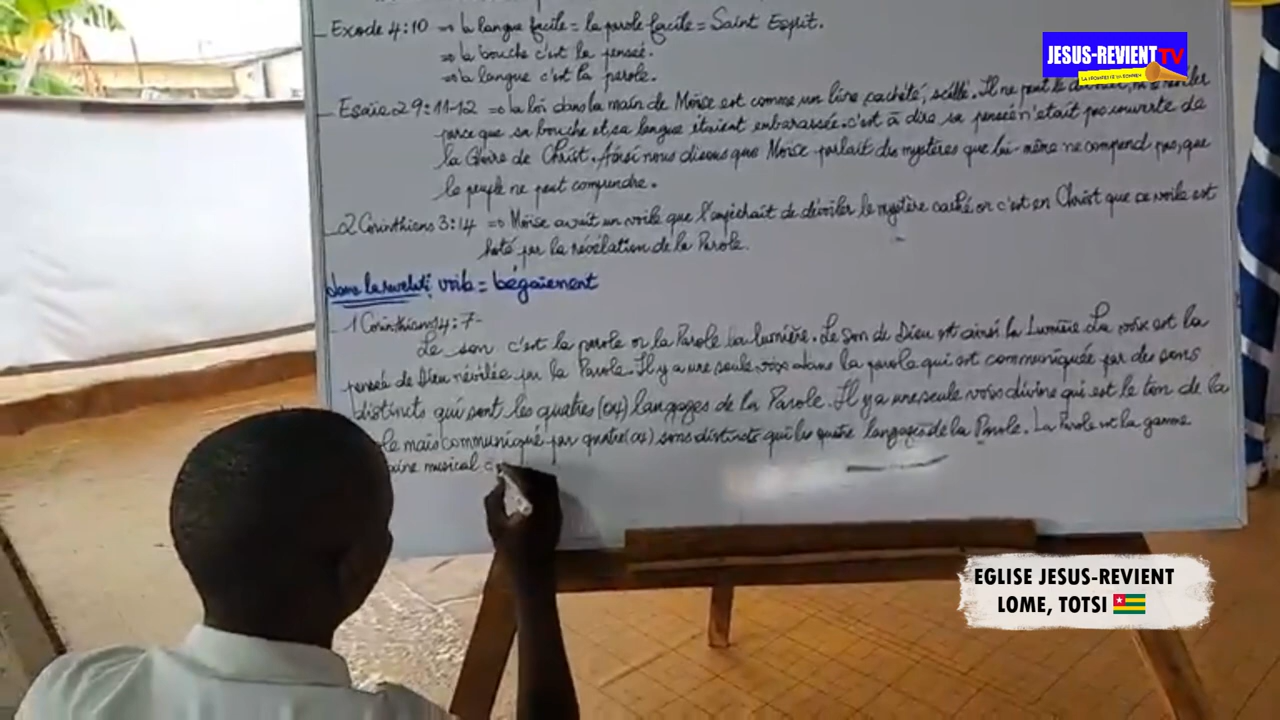 Exode 4:10 => la langue facile = la parole facile = Saint Esprit.
=> la bouche c'est la pensée.
=> la langue c'est la parole.
JESUS-REVIENT TV
Esaïe 29:11-12 => la loi dans la main de Moïse est comme un livre cacheté, scellé. Il ne peut le
parce que sa bouche et sa langue étaient embarassée. c'est à dire sa pensée n'était pas ouverte de
la Gloire de Christ. Ainsi nous disons que Moïse parlait des mystères que lui-même ne comprend pas, que
le peuple ne peut comprendre.
2 Corinthiens 3:14 => Moïse avait un voile que l'empêchait de dévoiler le mystère caché or c'est en Christ que ce voile est
hoté par la révélation de la Parole.
voile = bégaiement
1 Corinthiens 14:7-
Le son c'est la parole or la Parole la lumière. Le Son de Dieu est ainsi la Lumière La voix est la
pensée de Dieu révélée par la Parole. Il y a une seule voix dans la parole qui est communiquée par des sons
distincts qui sont les quatres (04) langages de la Parole. Il y a une seule voix divine qui est le ton de la
mais communiqué par quatre (04) sons distincts qui les quatre langages de la Parole. La Parole est la gamme
musical
EGLISE JESUS-REVIENT
LOME, TOTSI